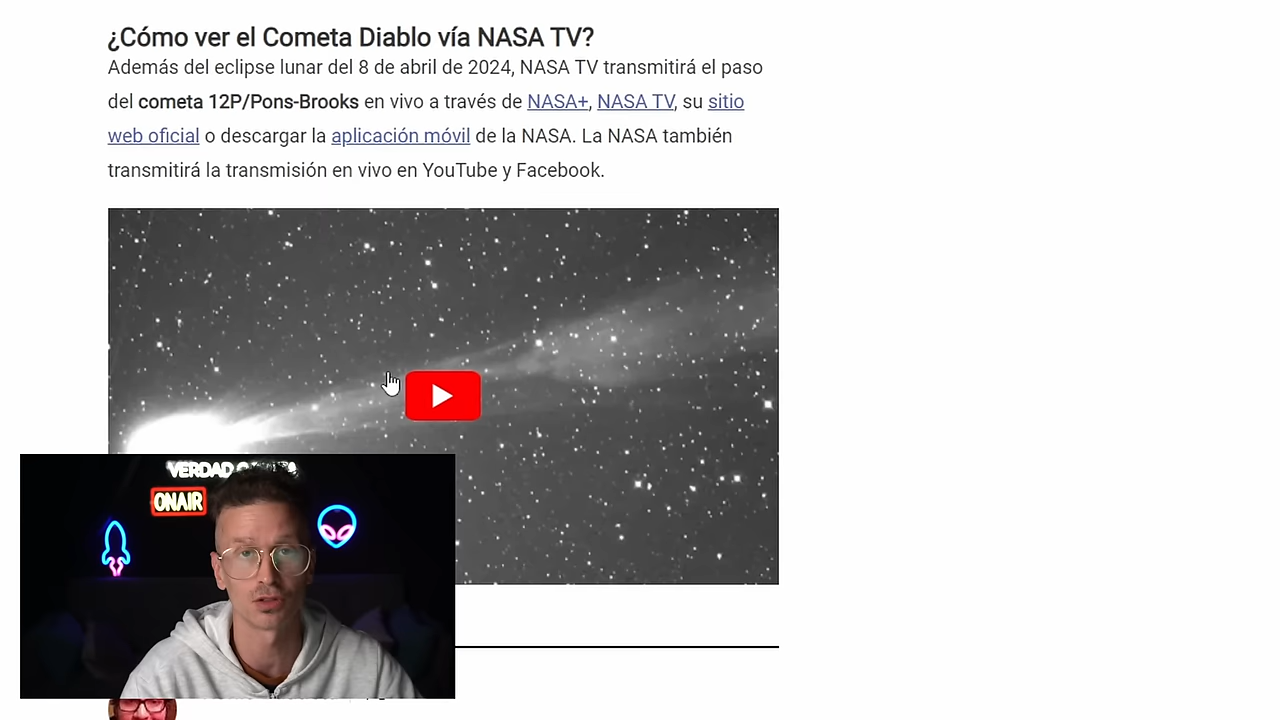 ¿Cómo ver el Cometa Diablo vía NASA TV?
Además del eclipse lunar del 8 de abril de 2024, NASA TV transmitirá el paso
del cometa 12P/Pons-Brooks en vivo a través de NASA+, NASA TV, su sitio
web oficial o descargar la aplicación móvil de la NASA. La NASA también
transmitirá la transmisión en vivo en YouTube y Facebook.
VERDAD
ONAIR